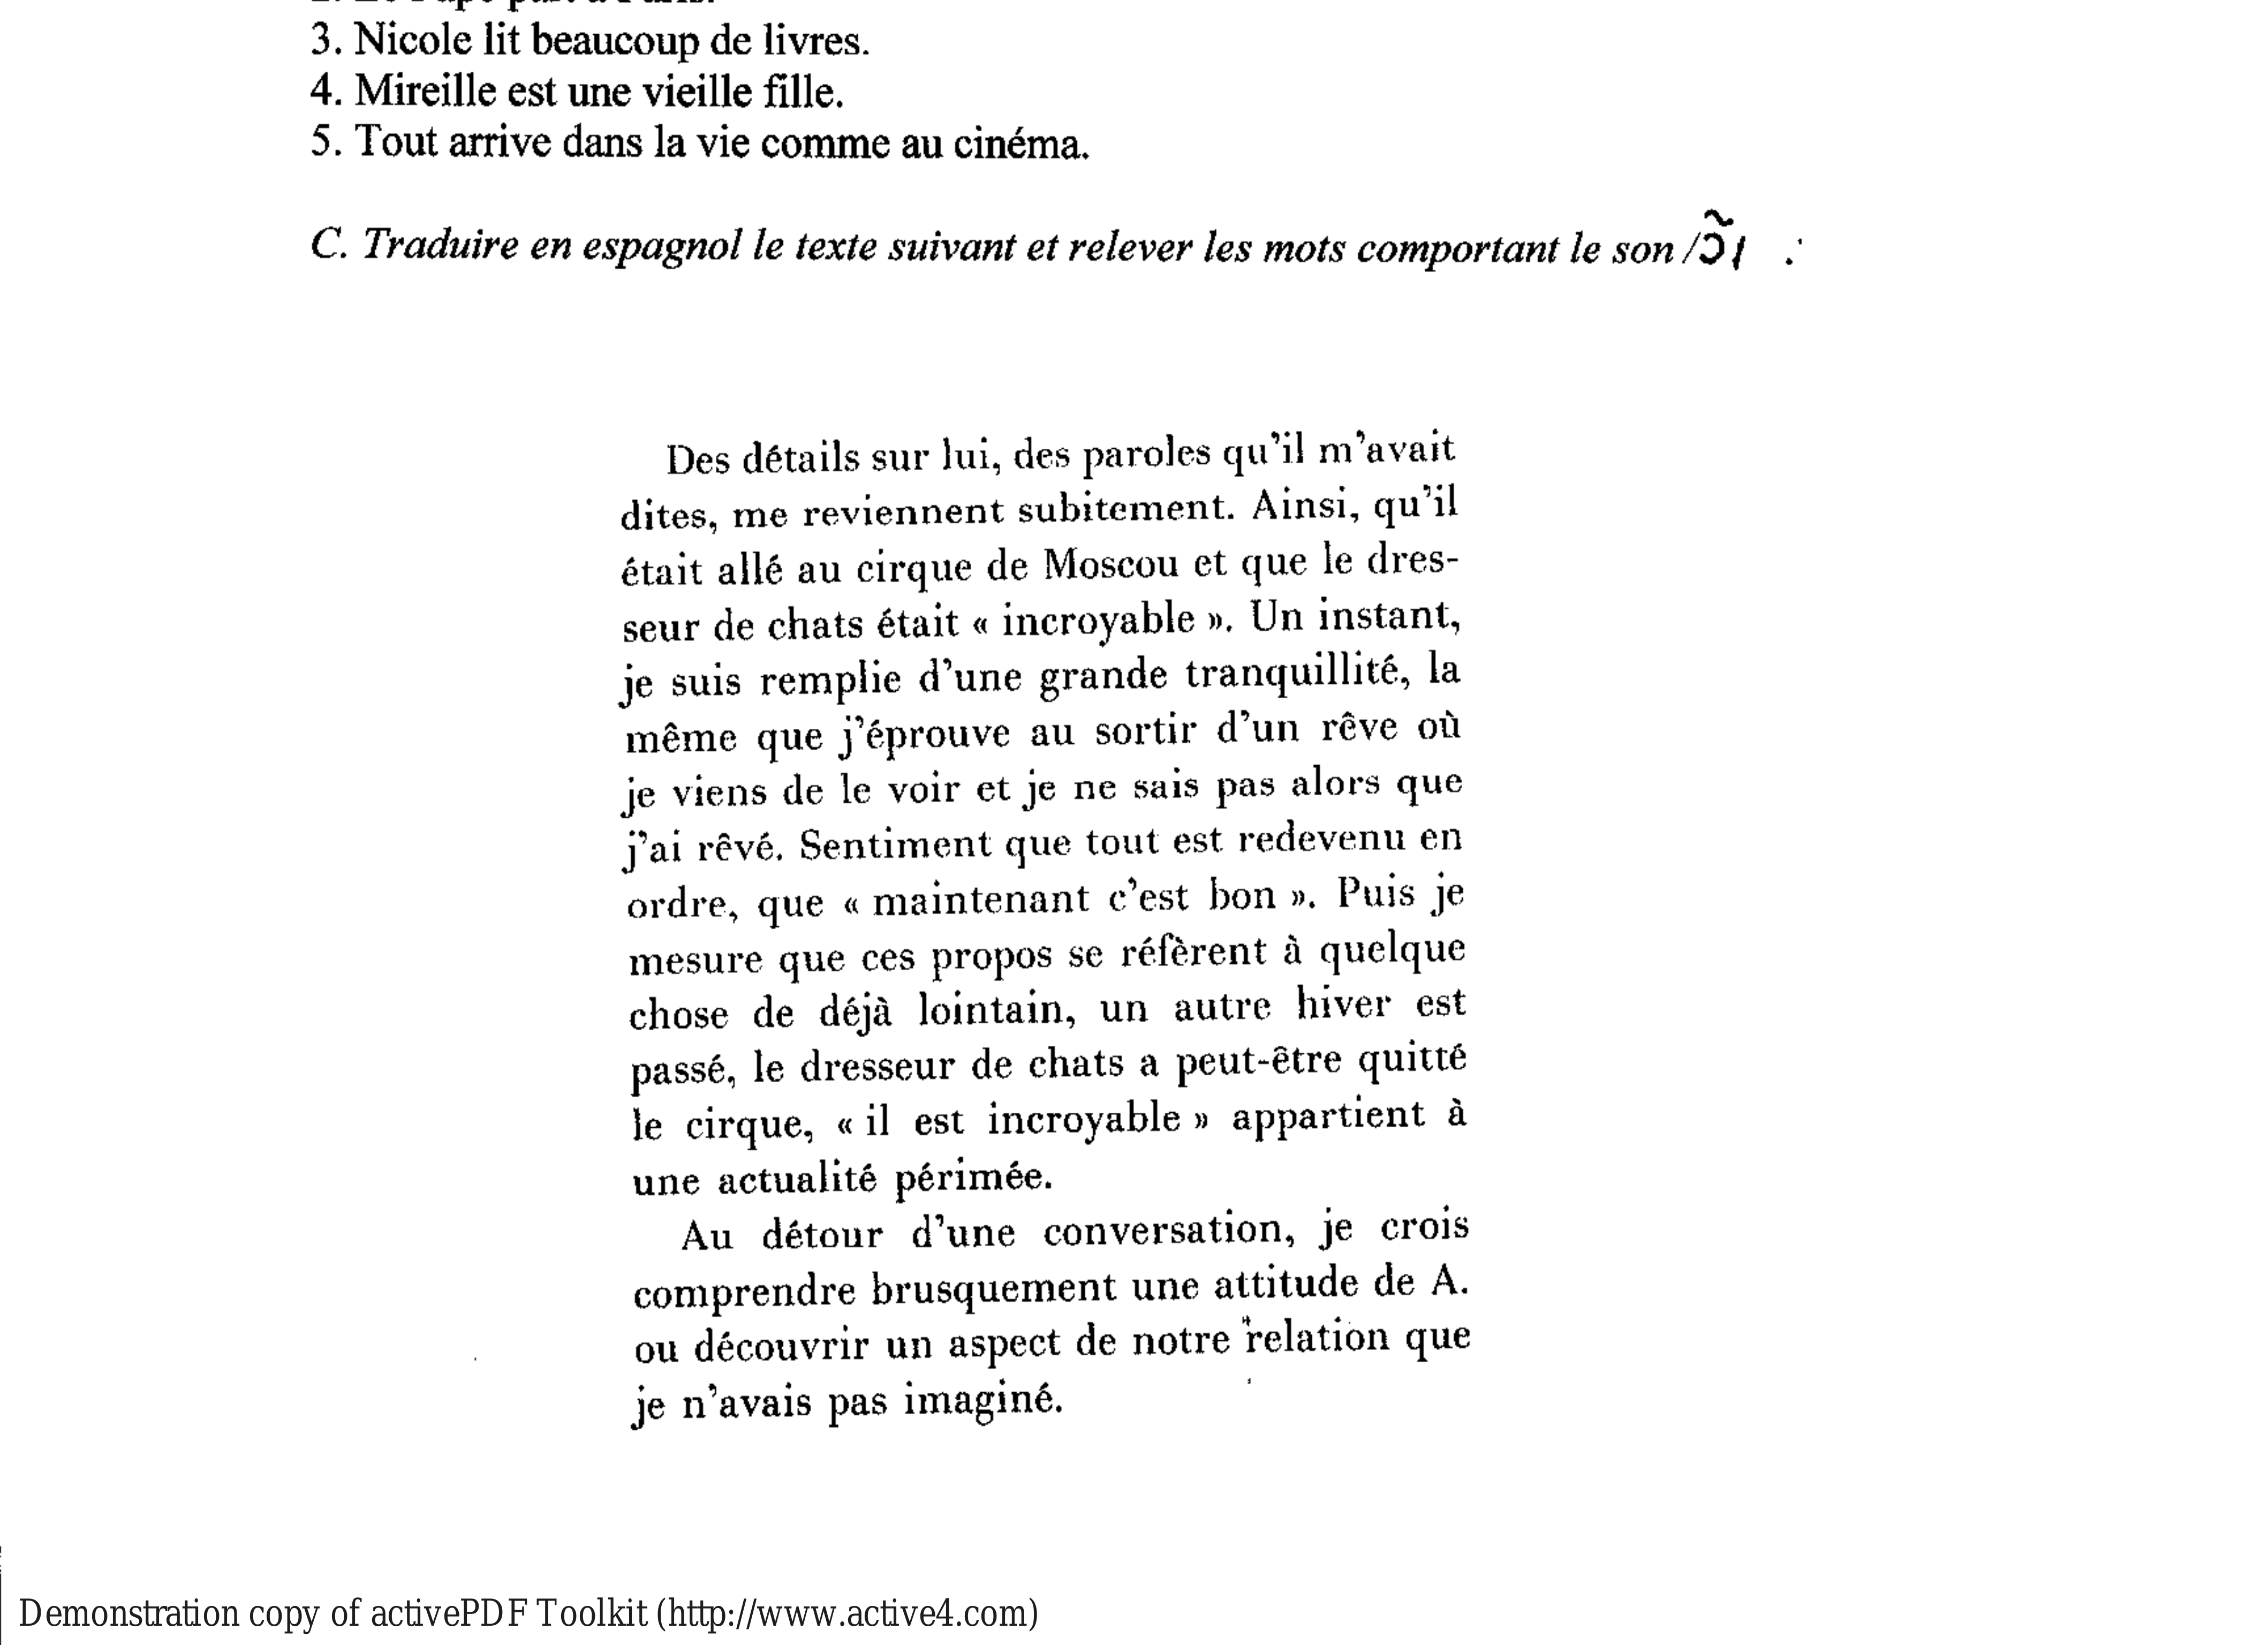 3. Nicole lit beaucoup de livres.
4. Mireille est une vieille fille.
5. Tout arrive dans la vie comme au cinéma.
C. Traduire en espagnol le texte suivant et relever les mots comportant le son /ɔ̃/ :
Des détails sur lui, des paroles qu'il m'avait
dites, me reviennent subitement. Ainsi, qu'il
était allé au cirque de Moscou et que le dres-
seur de chats était « incroyable ». Un instant,
je suis remplie d'une grande tranquillité, la
même que j'éprouve au sortir d'un rêve où
je viens de le voir et je ne sais pas alors que
j'ai rêvé. Sentiment que tout est redevenu en
ordre, que « maintenant c'est bon ». Puis je
mesure que ces propos se réfèrent à quelque
chose de déjà lointain, un autre hiver est
passé, le dresseur de chats a peut-être quitté
le cirque, « il est incroyable » appartient à
une actualité périmée.
Au détour d'une conversation, je crois
comprendre brusquement une attitude de A.
ou découvrir un aspect de notre relation que
je n'avais pas imaginé.
Demonstration copy of activePDF Toolkit (http://www.active4.com)